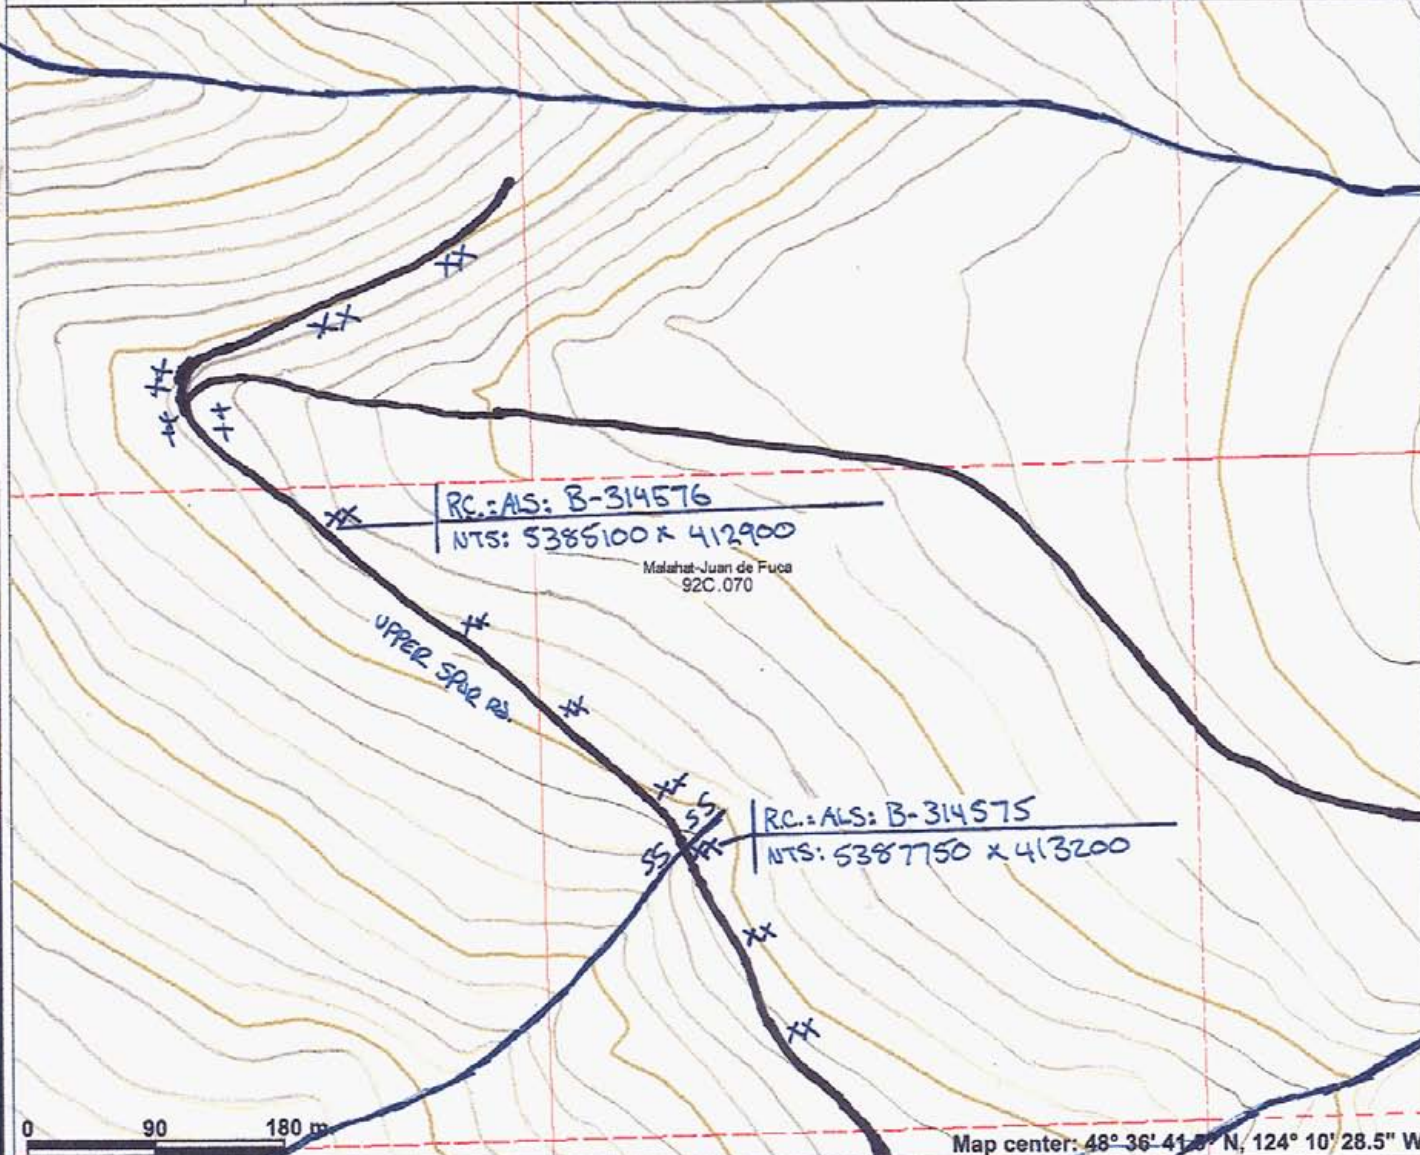 RC.: ALS: B-314576
NTS: 5385100 x 412900
Malahat-Juan de Fuca
92C.070
UPPER SPUR RD.
SS
R.C.: ALS: B-314575
SS
NTS: 5387750 x 413200
0 90 180 m
Map center: 48° 36' N, 124° 10' 28.5" W